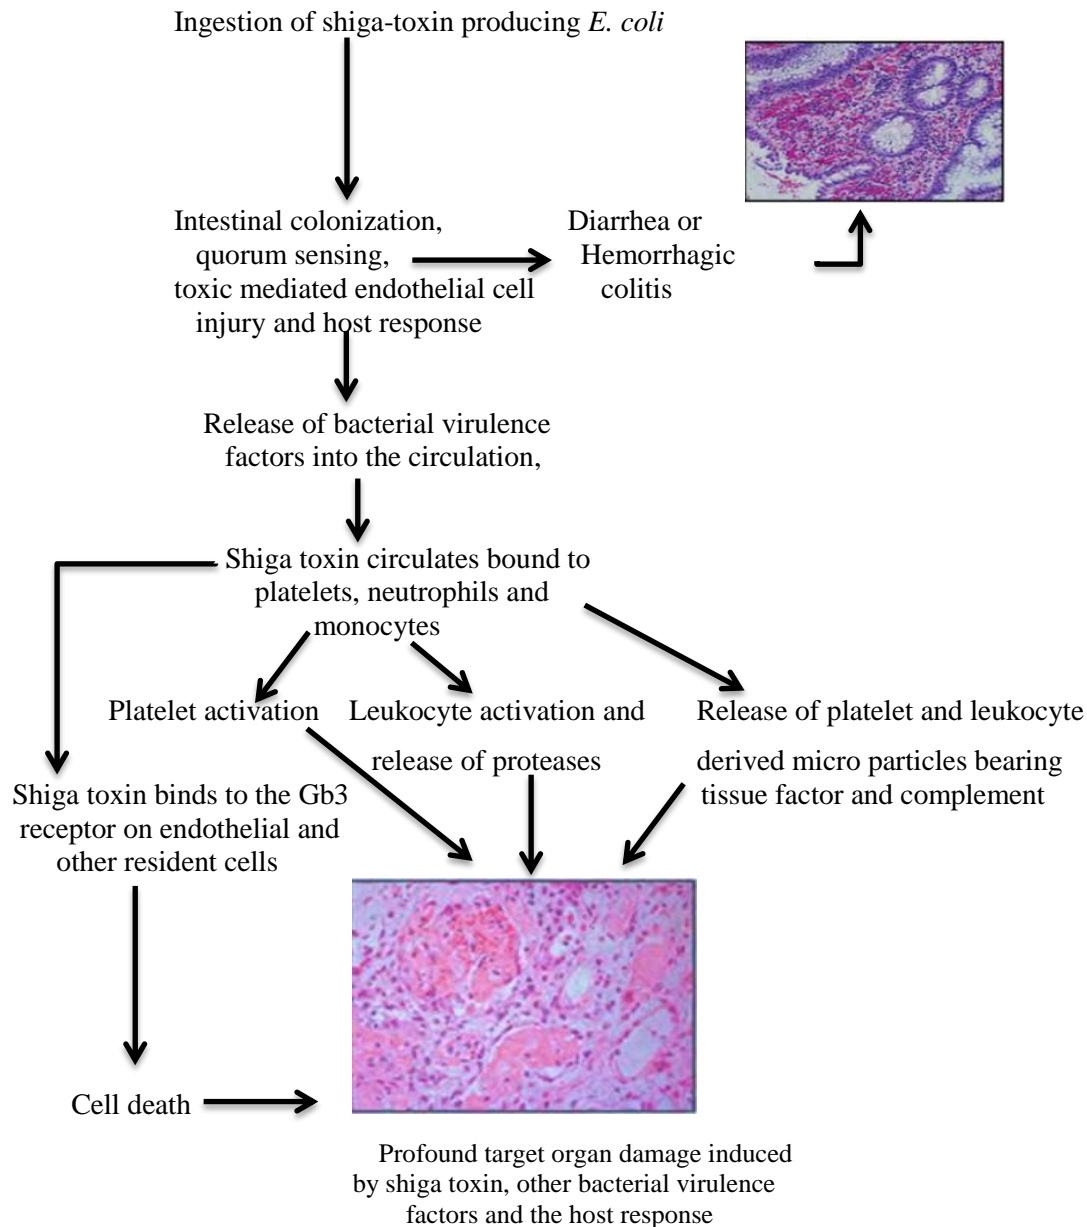 Ingestion of shiga-toxin producing E. coli
Intestinal colonization,
quorum sensing,
toxic mediated endothelial cell
injury and host response
Diarrhea or
Hemorrhagic
colitis
Release of bacterial virulence
factors into the circulation,
Shiga toxin circulates bound to
platelets, neutrophils and
monocytes
Platelet activation
Leukocyte activation and
release of proteases
Release of platelet and leukocyte
derived micro particles bearing
tissue factor and complement
Shiga toxin binds to the Gb3
receptor on endothelial and
other resident cells
Cell death
Profound target organ damage induced
by shiga toxin, other bacterial virulence
factors and the host response